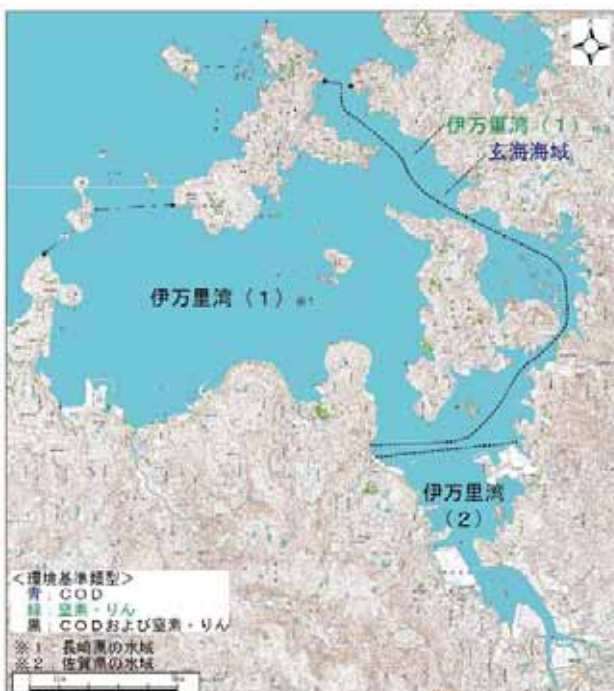 伊万里湾（1）※2
玄海海域
伊万里湾（1）※1
伊万里湾
（2）
＜環境基準類型＞
青：COD
緑：窒素・りん
黒：CODおよび窒素・りん
※1：長崎県の水域
※2：佐賀県の水域